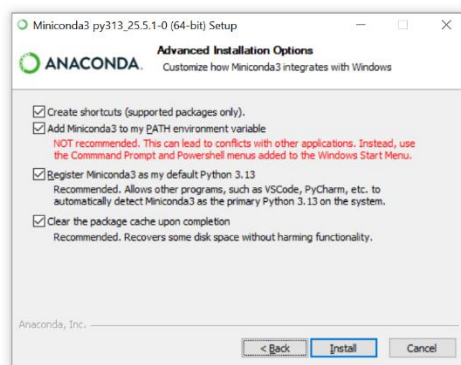 Miniconda3 py313_25.5.1-0 (64-bit) Setup
ANACONDA.
Advanced Installation Options
Customize how Miniconda3 integrates with Windows
Create shortcuts (supported packages only).
Add Miniconda3 to my PATH environment variable
NOT recommended. This can lead to conflicts with other applications. Instead, use
the Commmand Prompt and Powershell menus added to the Windows Start Menu.
Register Miniconda3 as my default Python 3.13
Recommended. Allows other programs, such as VSCode, PyCharm, etc. to
automatically detect Miniconda3 as the primary Python 3.13 on the system.
Clear the package cache upon completion
Recommended. Recovers some disk space without harming functionality.
Anaconda, Inc.
< Back
Install
Cancel